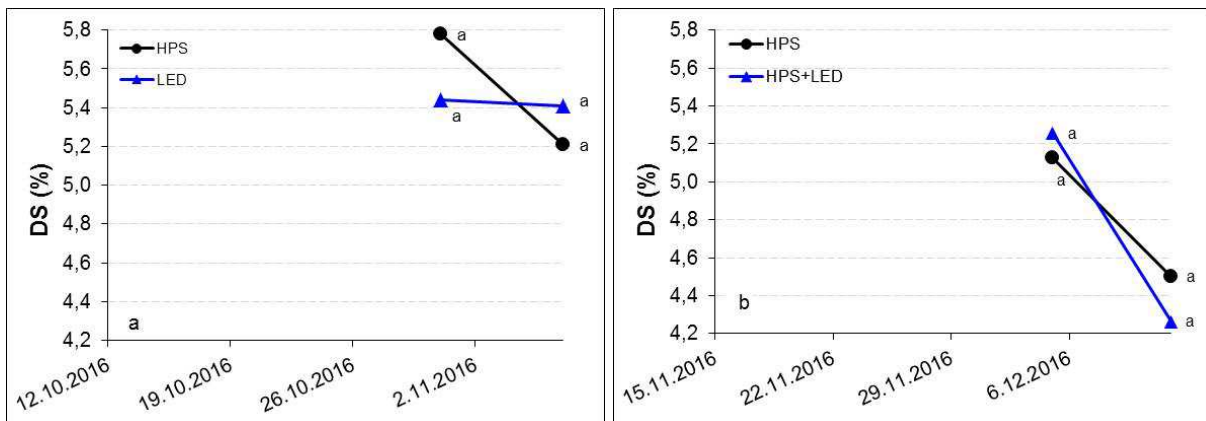 5,8
5,6
5,4
5,2
5,0
4,8
4,6
4,4
4,2
DS (%)
HPS
LED
a
a
a
a
a
12.10.2016
19.10.2016
26.10.2016
2.11.2016
5,8
5,6
5,4
5,2
5,0
4,8
4,6
4,4
4,2
DS (%)
HPS
HPS+LED
a
a
a
a
b
15.11.2016
22.11.2016
29.11.2016
6.12.2016